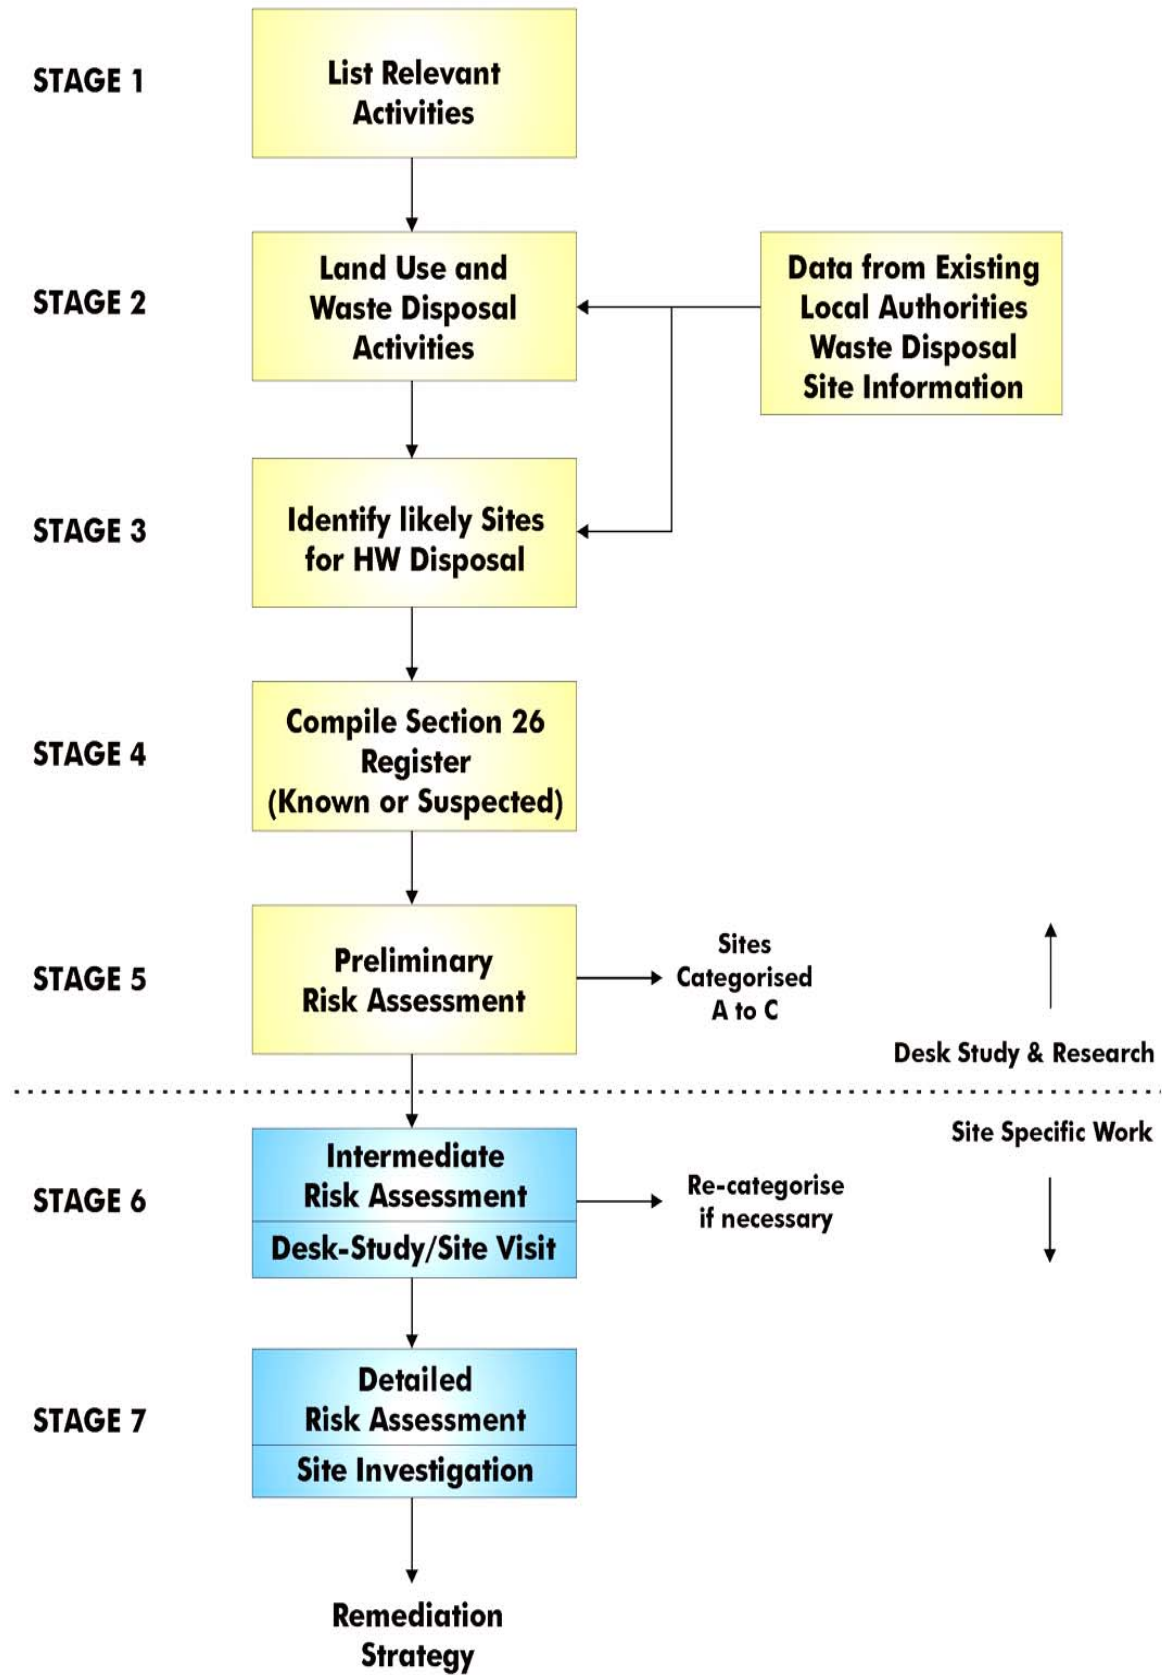 STAGE 1
List Relevant
Activities
STAGE 2
Land Use and
Waste Disposal
Activities
Data from Existing
Local Authorities
Waste Disposal
Site Information
STAGE 3
Identify likely Sites
for HW Disposal
STAGE 4
Compile Section 26
Register
(Known or Suspected)
STAGE 5
Preliminary
Risk Assessment
Sites
Categorised
A to C
Desk Study & Research
Site Specific Work
STAGE 6
Intermediate
Risk Assessment
Desk-Study/Site Visit
Re-categorise
if necessary
STAGE 7
Detailed
Risk Assessment
Site Investigation
Remediation
Strategy